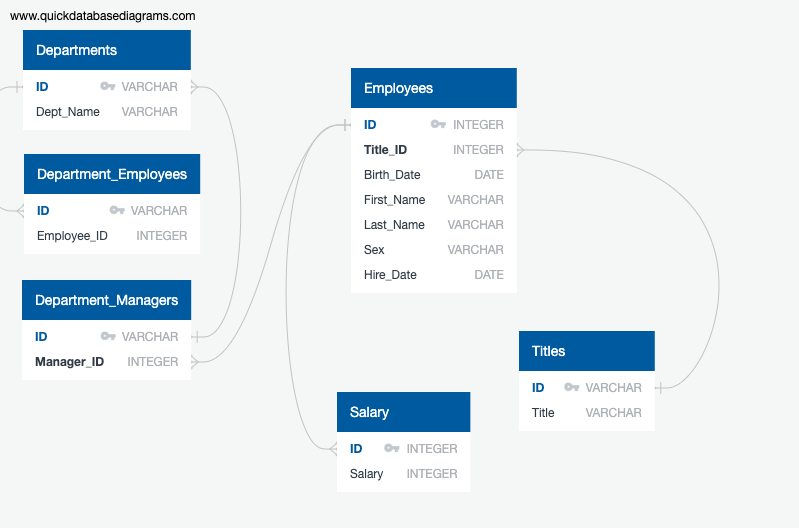 www.quickdatabasediagrams.com
Departments
ID VARCHAR
Dept_Name VARCHAR
Department_Employees
ID VARCHAR
Employee_ID INTEGER
Department_Managers
ID VARCHAR
Manager_ID INTEGER
Employees
ID INTEGER
Title_ID INTEGER
Birth_Date DATE
First_Name VARCHAR
Last_Name VARCHAR
Sex VARCHAR
Hire_Date DATE
Salary
ID INTEGER
Salary INTEGER
Titles
ID VARCHAR
Title VARCHAR